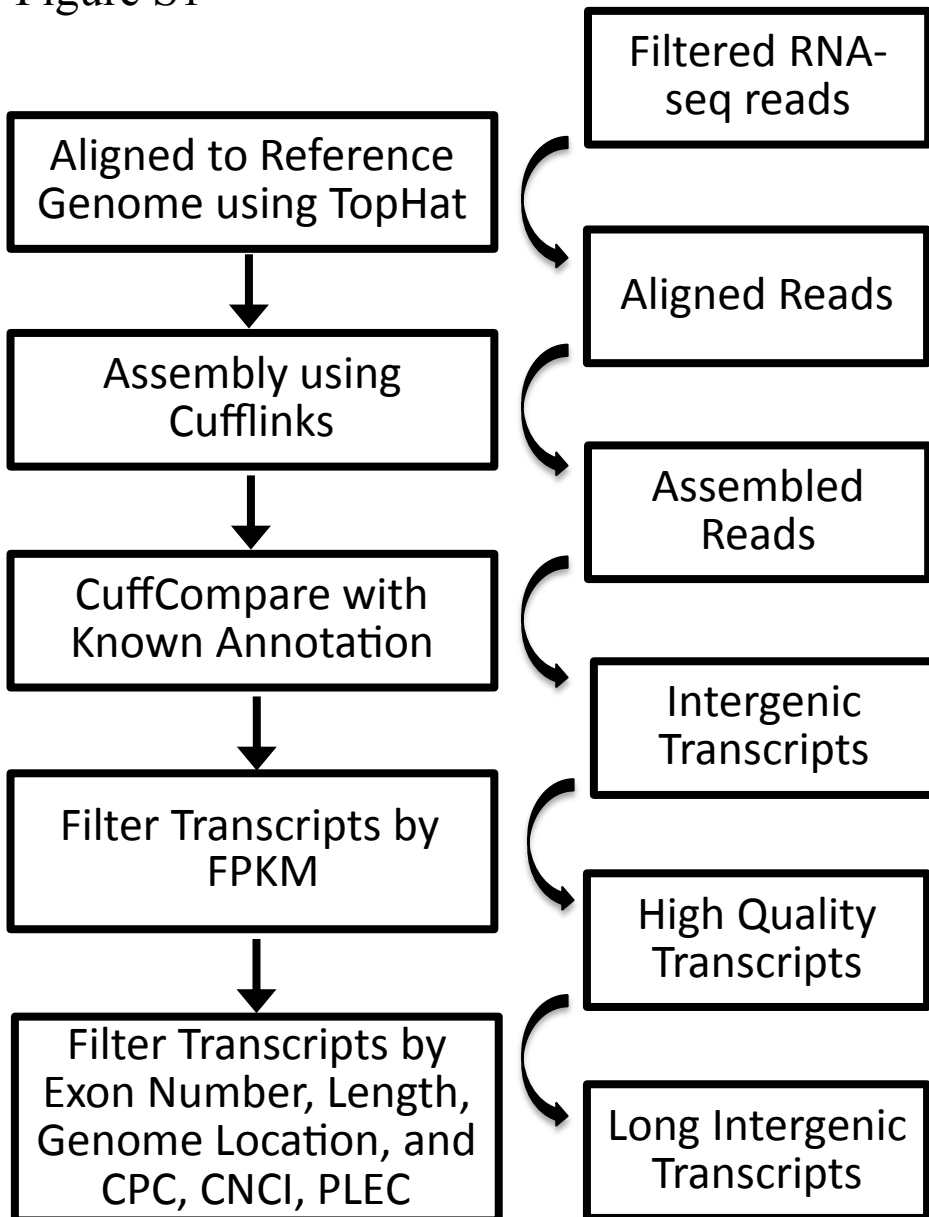 Figure S1
Filtered RNA-
seq reads
Aligned to Reference
Genome using TopHat
Aligned Reads
Assembly using
Cufflinks
Assembled
Reads
CuffCompare with
Known Annotation
Intergenic
Transcripts
Filter Transcripts by
FPKM
High Quality
Transcripts
Filter Transcripts by
Exon Number, Length,
Genome Location, and
CPC, CNCI, PLEC
Long Intergenic
Transcripts